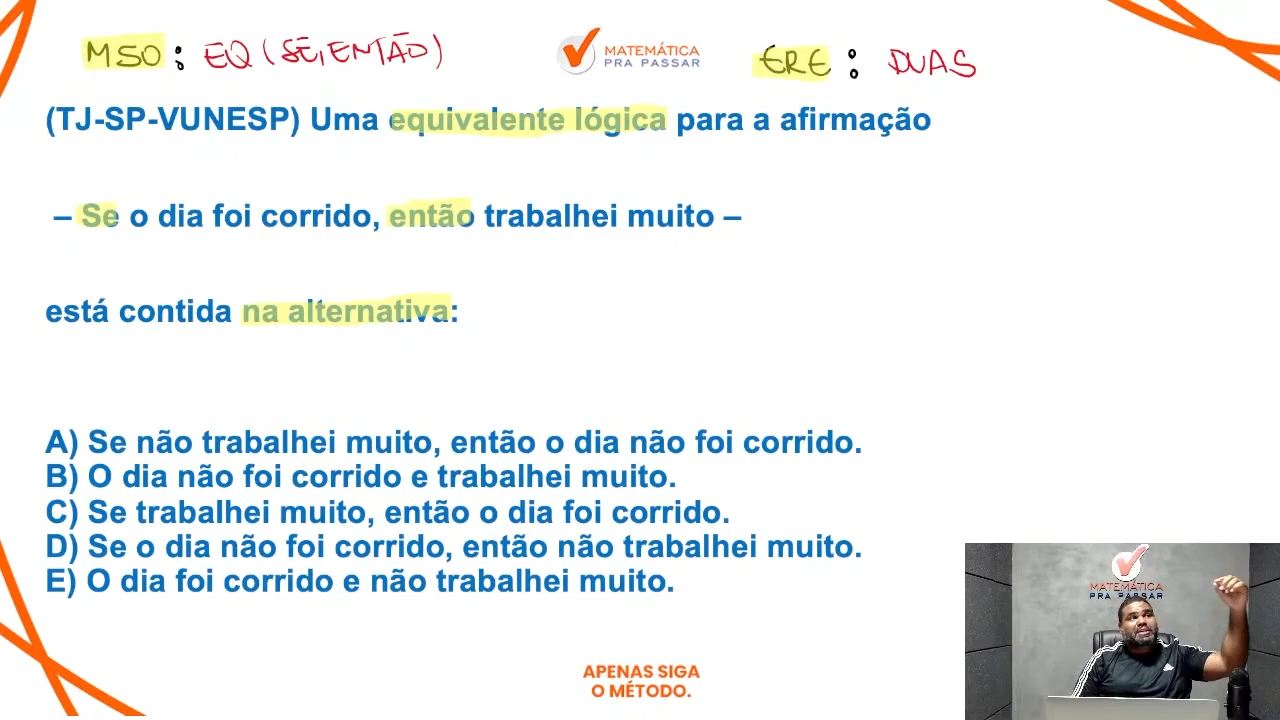 MSO: EQ (SE, ENTÃO)
MATEMÁTICA
PRA PASSAR
ERE: DUAS
(TJ-SP-VUNESP) Uma equivalente lógica para a afirmação
– Se o dia foi corrido, então trabalhei muito –
está contida na alternativa:
A) Se não trabalhei muito, então o dia não foi corrido.
B) O dia não foi corrido e trabalhei muito.
C) Se trabalhei muito, então o dia foi corrido.
D) Se o dia não foi corrido, então não trabalhei muito.
E) O dia foi corrido e não trabalhei muito.
MATEMÁTICA
PRA PASSAR
APENAS SIGA
O MÉTODO.